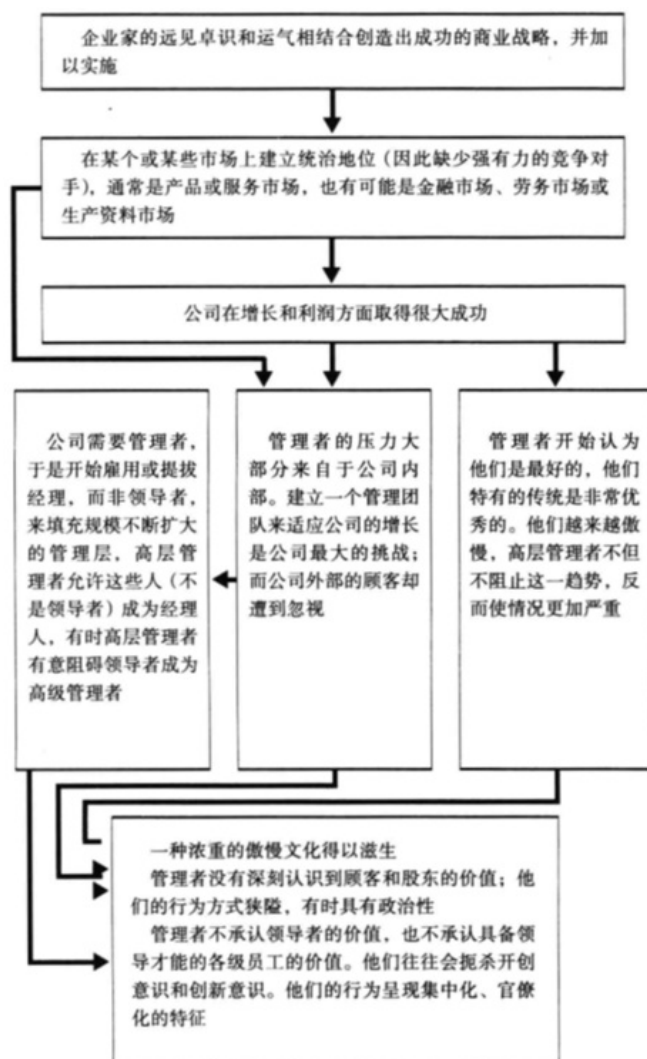 企业家的远见卓识和运气相结合创造出成功的商业战略，并加
以实施
在某个或某些市场上建立统治地位（因此缺少强有力的竞争对
手），通常是产品或服务市场，也有可能是金融市场、劳务市场或
生产资料市场
公司在增长和利润方面取得很大成功
公司需要管理者，
于是开始雇用或提拔
经理，而非领导者，
来填充规模不断扩大
的管理层，高层管理
者允许这些人（不
是领导者）成为经理
人，有时高层管理者
有意阻碍领导者成为
高级管理者
管理者的压力大
部分来自于公司内
部。建立一个管理团
队来适应公司的增长
是公司最大的挑战；
而公司外部的顾客却
遭到忽视
管理者开始认为
他们是最好的，他们
特有的传统是非常优
秀的。他们越来越傲
慢，高层管理者不但
不阻止这一趋势，反
而使情况更加严重
一种浓重的傲慢文化得以滋生
管理者没有深刻认识到顾客和股东的价值；他
们的行为方式狭隘，有时具有政治性
管理者不承认领导者的价值，也不承认具备领
导才能的各级员工的价值。他们往往会扼杀开创
意识和创新意识。他们的行为呈现集中化、官僚
化的特征